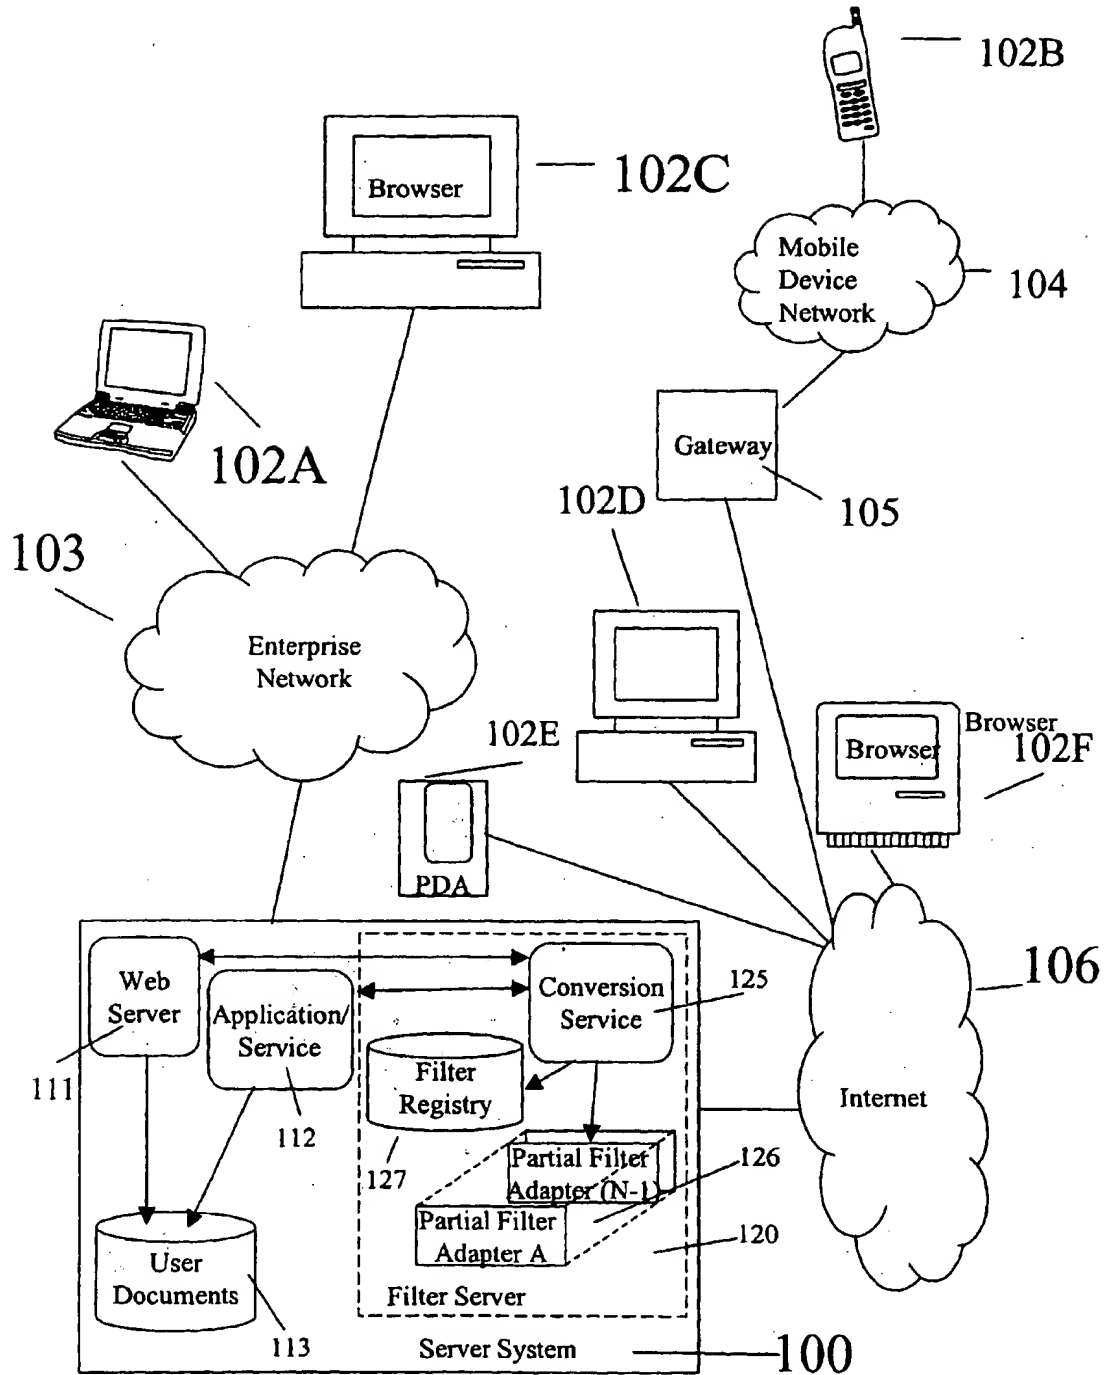 102B
102C
Browser
Mobile
Device
Network
104
102A
Gateway
105
102D
103
Enterprise
Network
102E
Browser
Browser
102F
PDA
Web
Server
Application/
Service
Conversion
Service
125
106
111
112
Filter
Registry
127
Internet
Partial Filter
Adapter (N-1)
126
Partial Filter
Adapter A
120
User
Documents
113
Filter Server
Server System
100